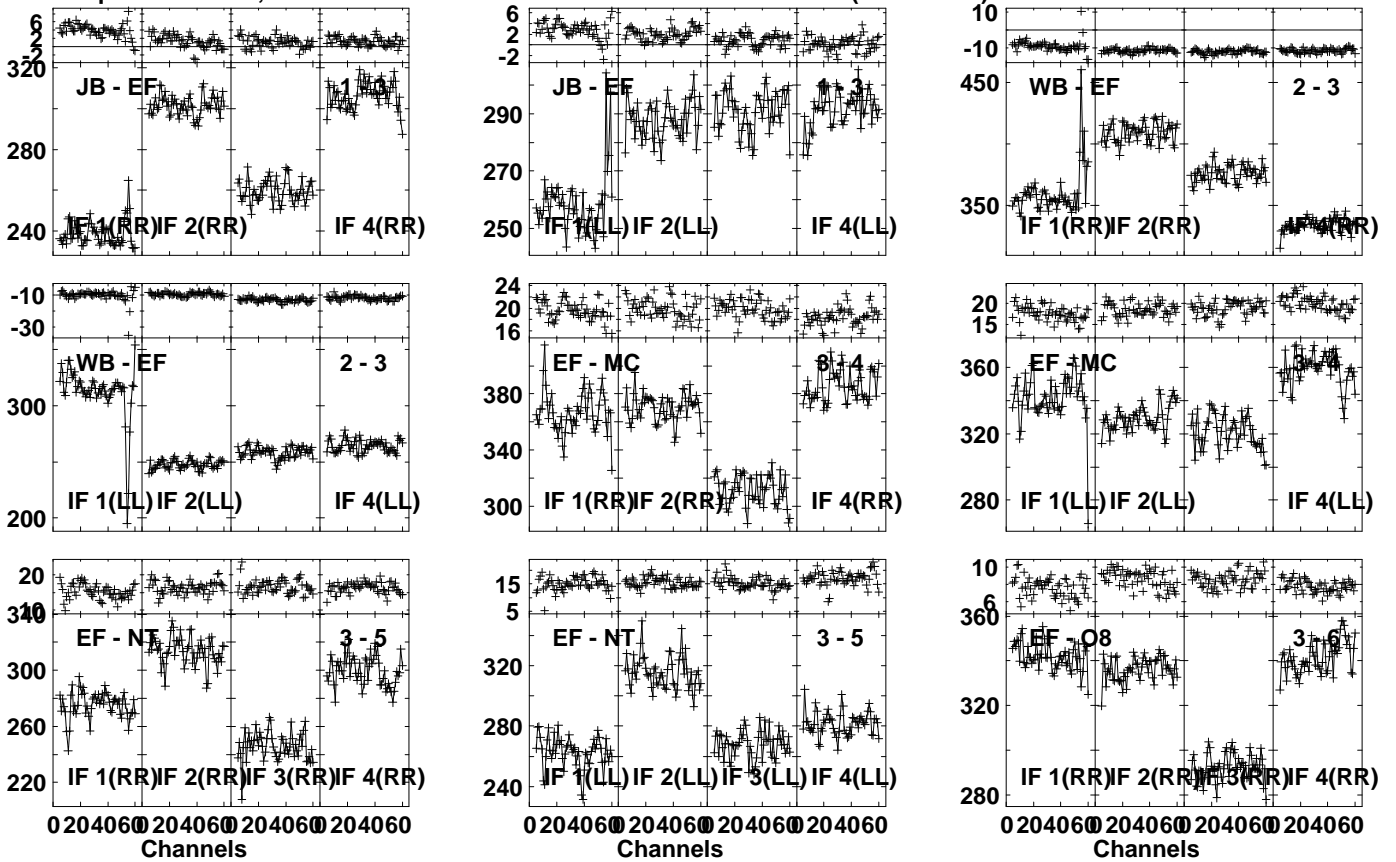 6
2
-2
320
280
240
JB - EF
1 - 3
IF 1(RR)
IF 2(RR)
IF 4(RR)
6
2
-2
290
270
250
JB - EF
1 - 3
IF 1(LL)
IF 2(LL)
IF 4(LL)
10
-10
450
350
WB - EF
2 - 3
IF 1(RR)
IF 2(RR)
IF 4(RR)
-10
-30
300
200
WB - EF
2 - 3
IF 1(LL)
IF 2(LL)
IF 4(LL)
24
20
16
380
360
340
300
EF - MC
3 - 4
IF 1(RR)
IF 2(RR)
IF 4(RR)
20
15
360
320
280
EF - MC
3 - 4
IF 1(LL)
IF 2(LL)
IF 4(LL)
20
10
340
300
260
220
EF - NT
3 - 5
IF 1(RR)
IF 2(RR)
IF 3(RR)
IF 4(RR)
15
5
320
280
240
EF - NT
3 - 5
IF 1(LL)
IF 2(LL)
IF 3(LL)
IF 4(LL)
10
6
360
320
280
EF - O8
3 - 6
IF 1(RR)
IF 2(RR)
IF 3(RR)
IF 4(RR)
0 20 40 60 0 20 40 60 0 20 40 60 0 20 40 60
0 20 40 60 0 20 40 60 0 20 40 60 0 20 40 60
0 20 40 60 0 20 40 60 0 20 40 60 0 20 40 60
Channels
Channels
Channels